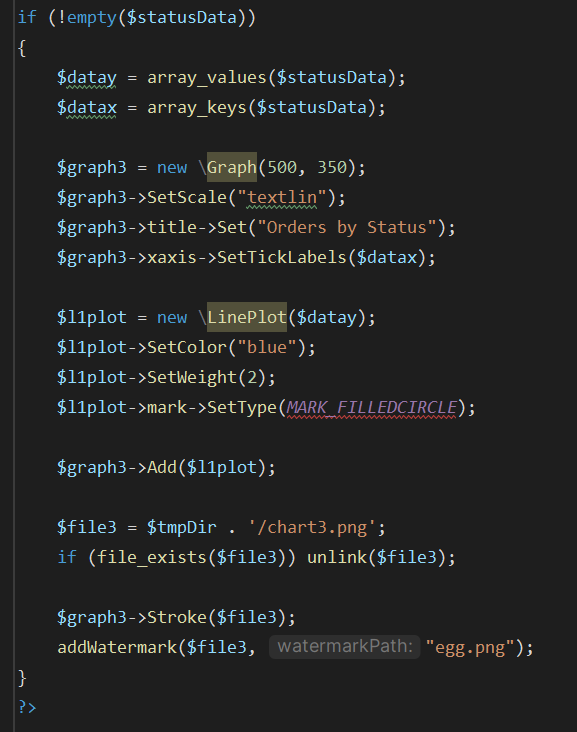 if (!empty($statusData))
{
    $datay = array_values($statusData);
    $datax = array_keys($statusData);

    $graph3 = new \Graph(500, 350);
    $graph3->SetScale("textlin");
    $graph3->title->Set("Orders by Status");
    $graph3->xaxis->SetTickLabels($datax);

    $l1plot = new \LinePlot($datay);
    $l1plot->SetColor("blue");
    $l1plot->SetWeight(2);
    $l1plot->mark->SetType(MARK_FILLEDCIRCLE);

    $graph3->Add($l1plot);

    $file3 = $tmpDir . '/chart3.png';
    if (file_exists($file3)) unlink($file3);

    $graph3->Stroke($file3);
    addWatermark($file3, watermarkPath: "egg.png");
}
?>